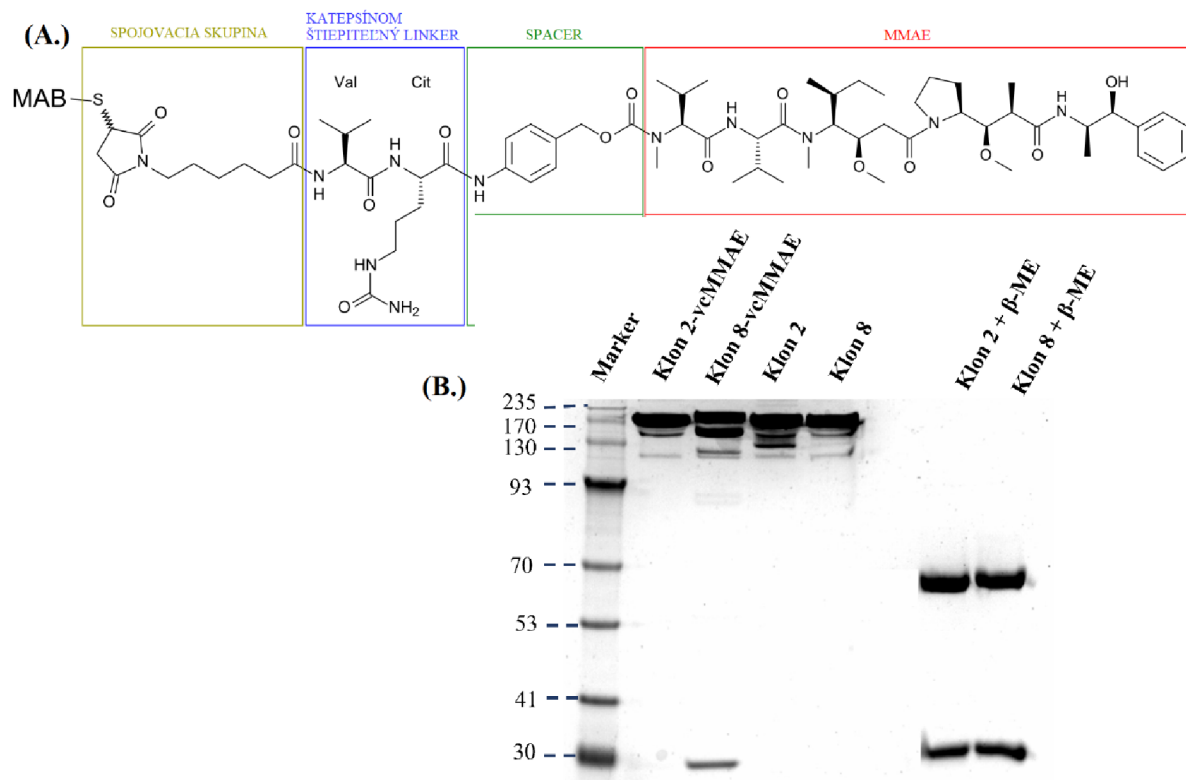 (A.)
SPOJOVACIA SKUPINA
KATEPSÍNOM
ŠTIEPITEĽNÝ LINKER
SPACER
MMAE
Val
Cit
MAB
S
O
O
N
O
N
H
O
H
N
O
HN
O
NH2
N
H
O
O
O
N
O
H
N
O
N
O
O
N
O
O
H
N
OH
(B.)
Marker
Klon 2-vcMMAE
Klon 8-vcMMAE
Klon 2
Klon 8
Klon 2 + β-ME
Klon 8 + β-ME
235
170
130
93
70
53
41
30